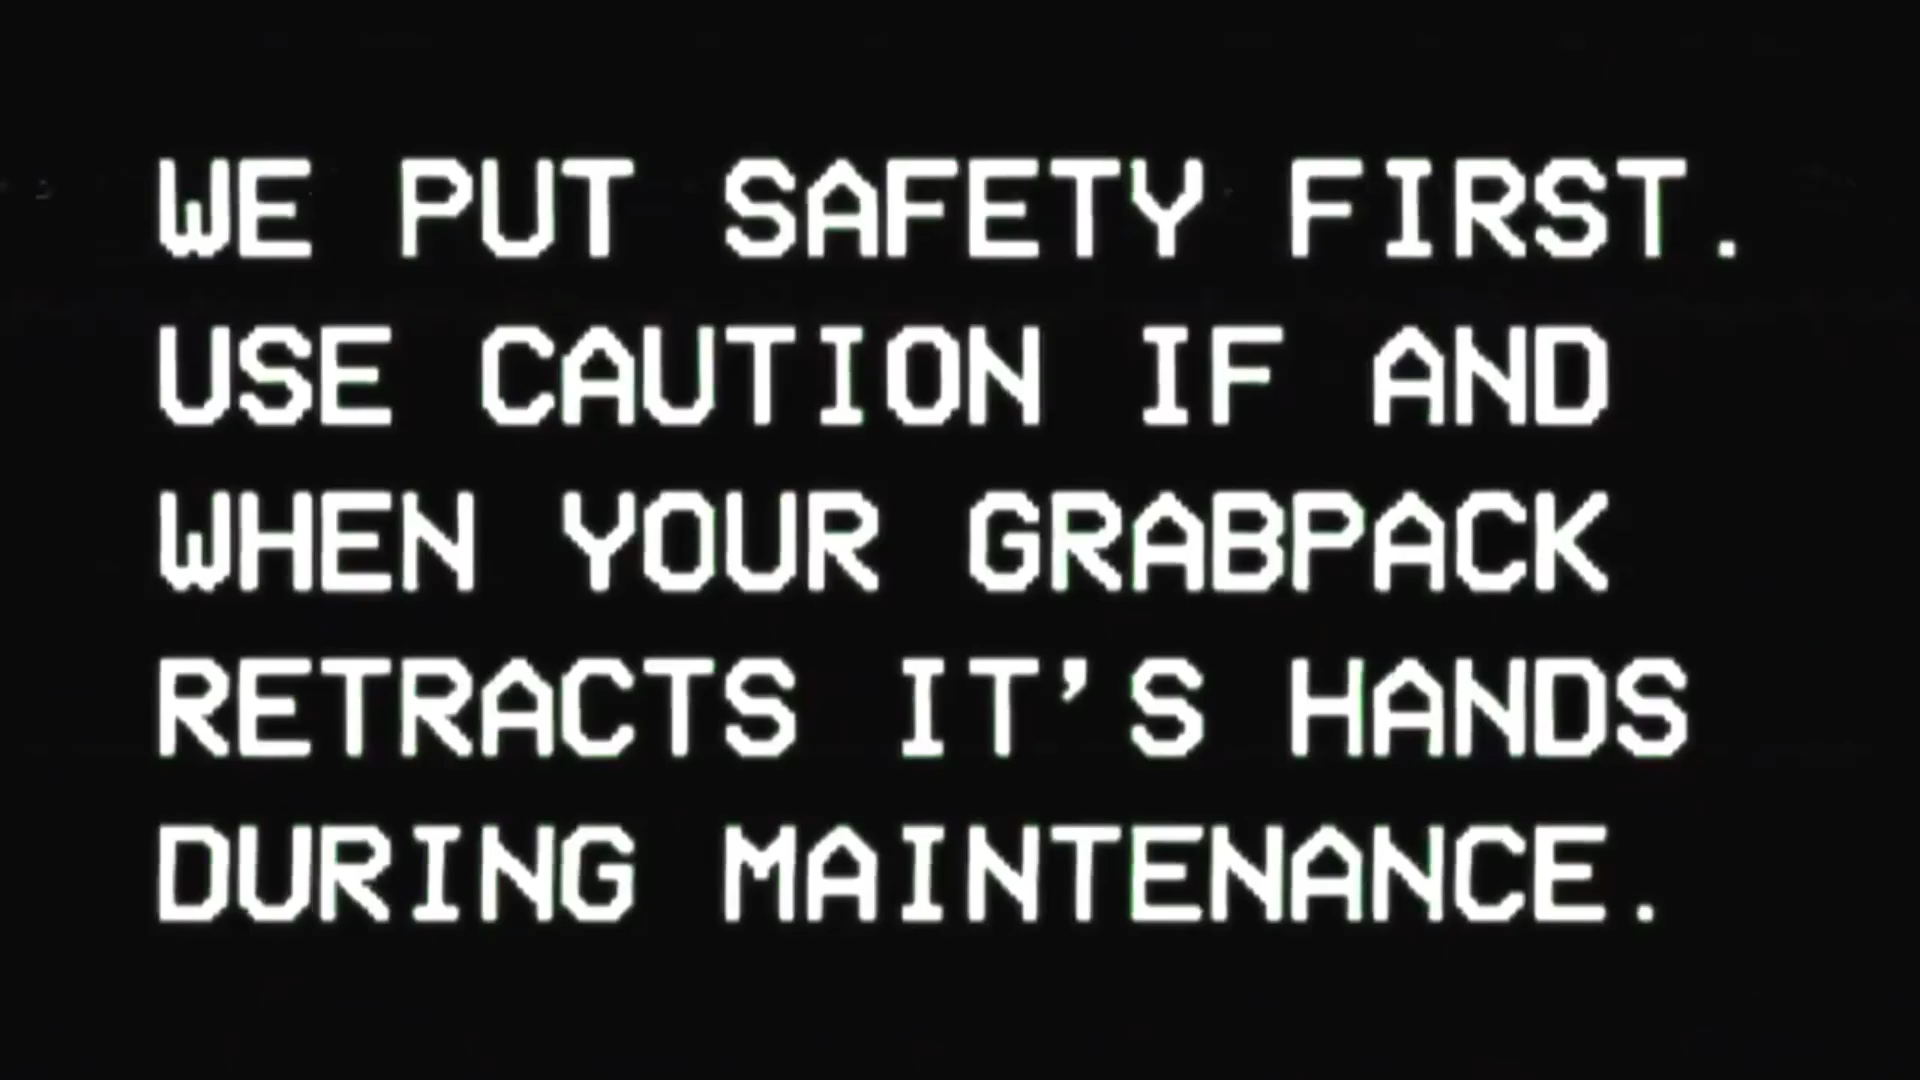 WE PUT SAFETY FIRST.
USE CAUTION IF AND
WHEN YOUR GRABPACK
RETRACTS IT’S HANDS
DURING MAINTENANCE.